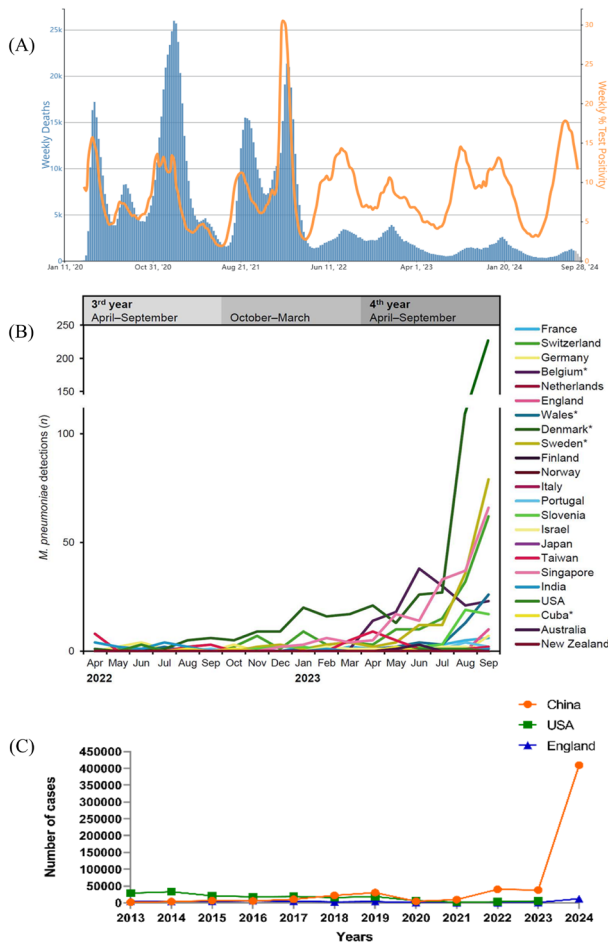 (A)
Weekly Deaths
25k
20k
15k
10k
5k
0
Weekly % Test Positivity
30
25
20
15
10
5
0
Jan 11, '20 Oct 31, '20 Aug 21, '21 Jun 11, '22 Apr 1, '23 Jan 20, '24 Sep 28, '24
(B)
3rd year
April–September
October–March
4th year
April–September
M. pneumoniae detections (n)
250
200
150
100
50
0
Apr May Jun Jul Aug Sep Oct Nov Dec Jan Feb Mar Apr May Jun Jul Aug Sep
2022 2023
France
Switzerland
Germany
Belgium*
Netherlands
England
Wales*
Denmark*
Sweden*
Finland
Norway
Italy
Portugal
Slovenia
Israel
Japan
Taiwan
Singapore
India
USA
Cuba*
Australia
New Zealand
(C)
China
USA
England
Number of cases
450000
400000
350000
300000
250000
200000
150000
100000
50000
0
2013 2014 2015 2016 2017 2018 2019 2020 2021 2022 2023 2024
Years